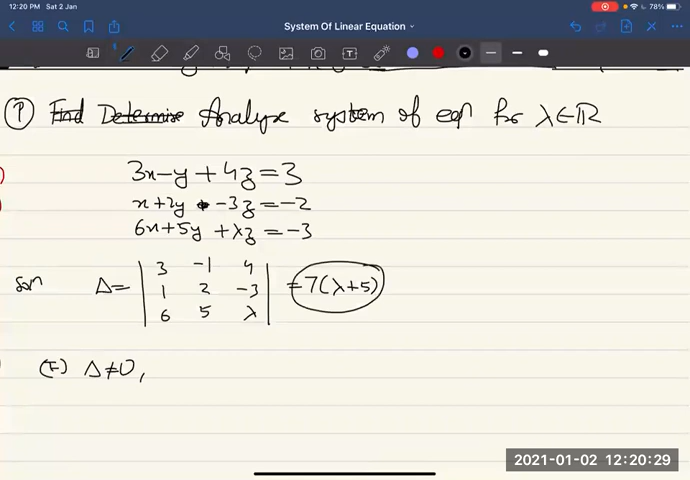 12:20 PM Sat 2 Jan
78%
System Of Linear Equation
? Find Determine Analyze system of eqn for λ∈ℝ
3x-y+4z=3
x+2y -3z=-2
6x+5y+λz=-3
Soln Δ= | 3 -1 4 | = 7(λ+5)
1 2 -3
6 5 λ
(I) Δ≠0,
2021-01-02 12:20:29